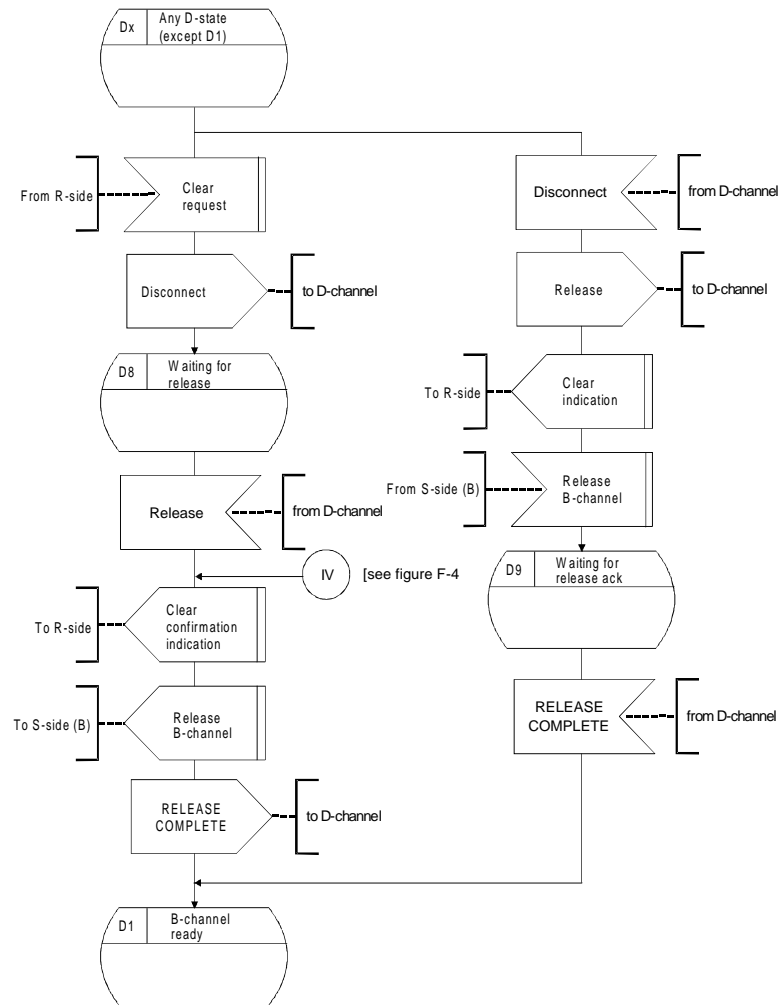 Dx
Any D-state
(except D1)
From R-side
Clear
request
Disconnect
from D-channel
Disconnect
to D-channel
Release
to D-channel
D8
Waiting for
release
To R-side
Clear
indication
Release
from D-channel
From S-side (B)
Release
B-channel
IV
[see figure F-4
D9
Waiting for
release ack
To R-side
Clear
confirmation
indication
To S-side (B)
Release
B-channel
RELEASE
COMPLETE
from D-channel
RELEASE
COMPLETE
to D-channel
D1
B-channel
ready